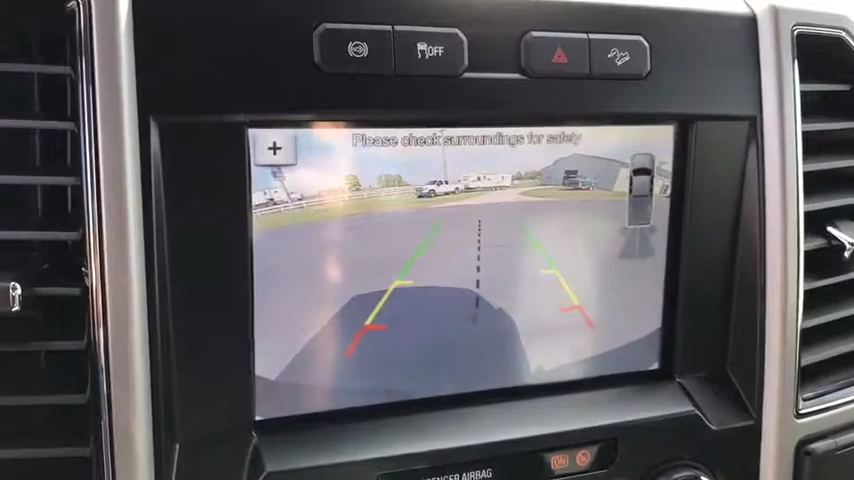 OFF
Please check surroundings for safety
ON
PASSENGER AIRBAG